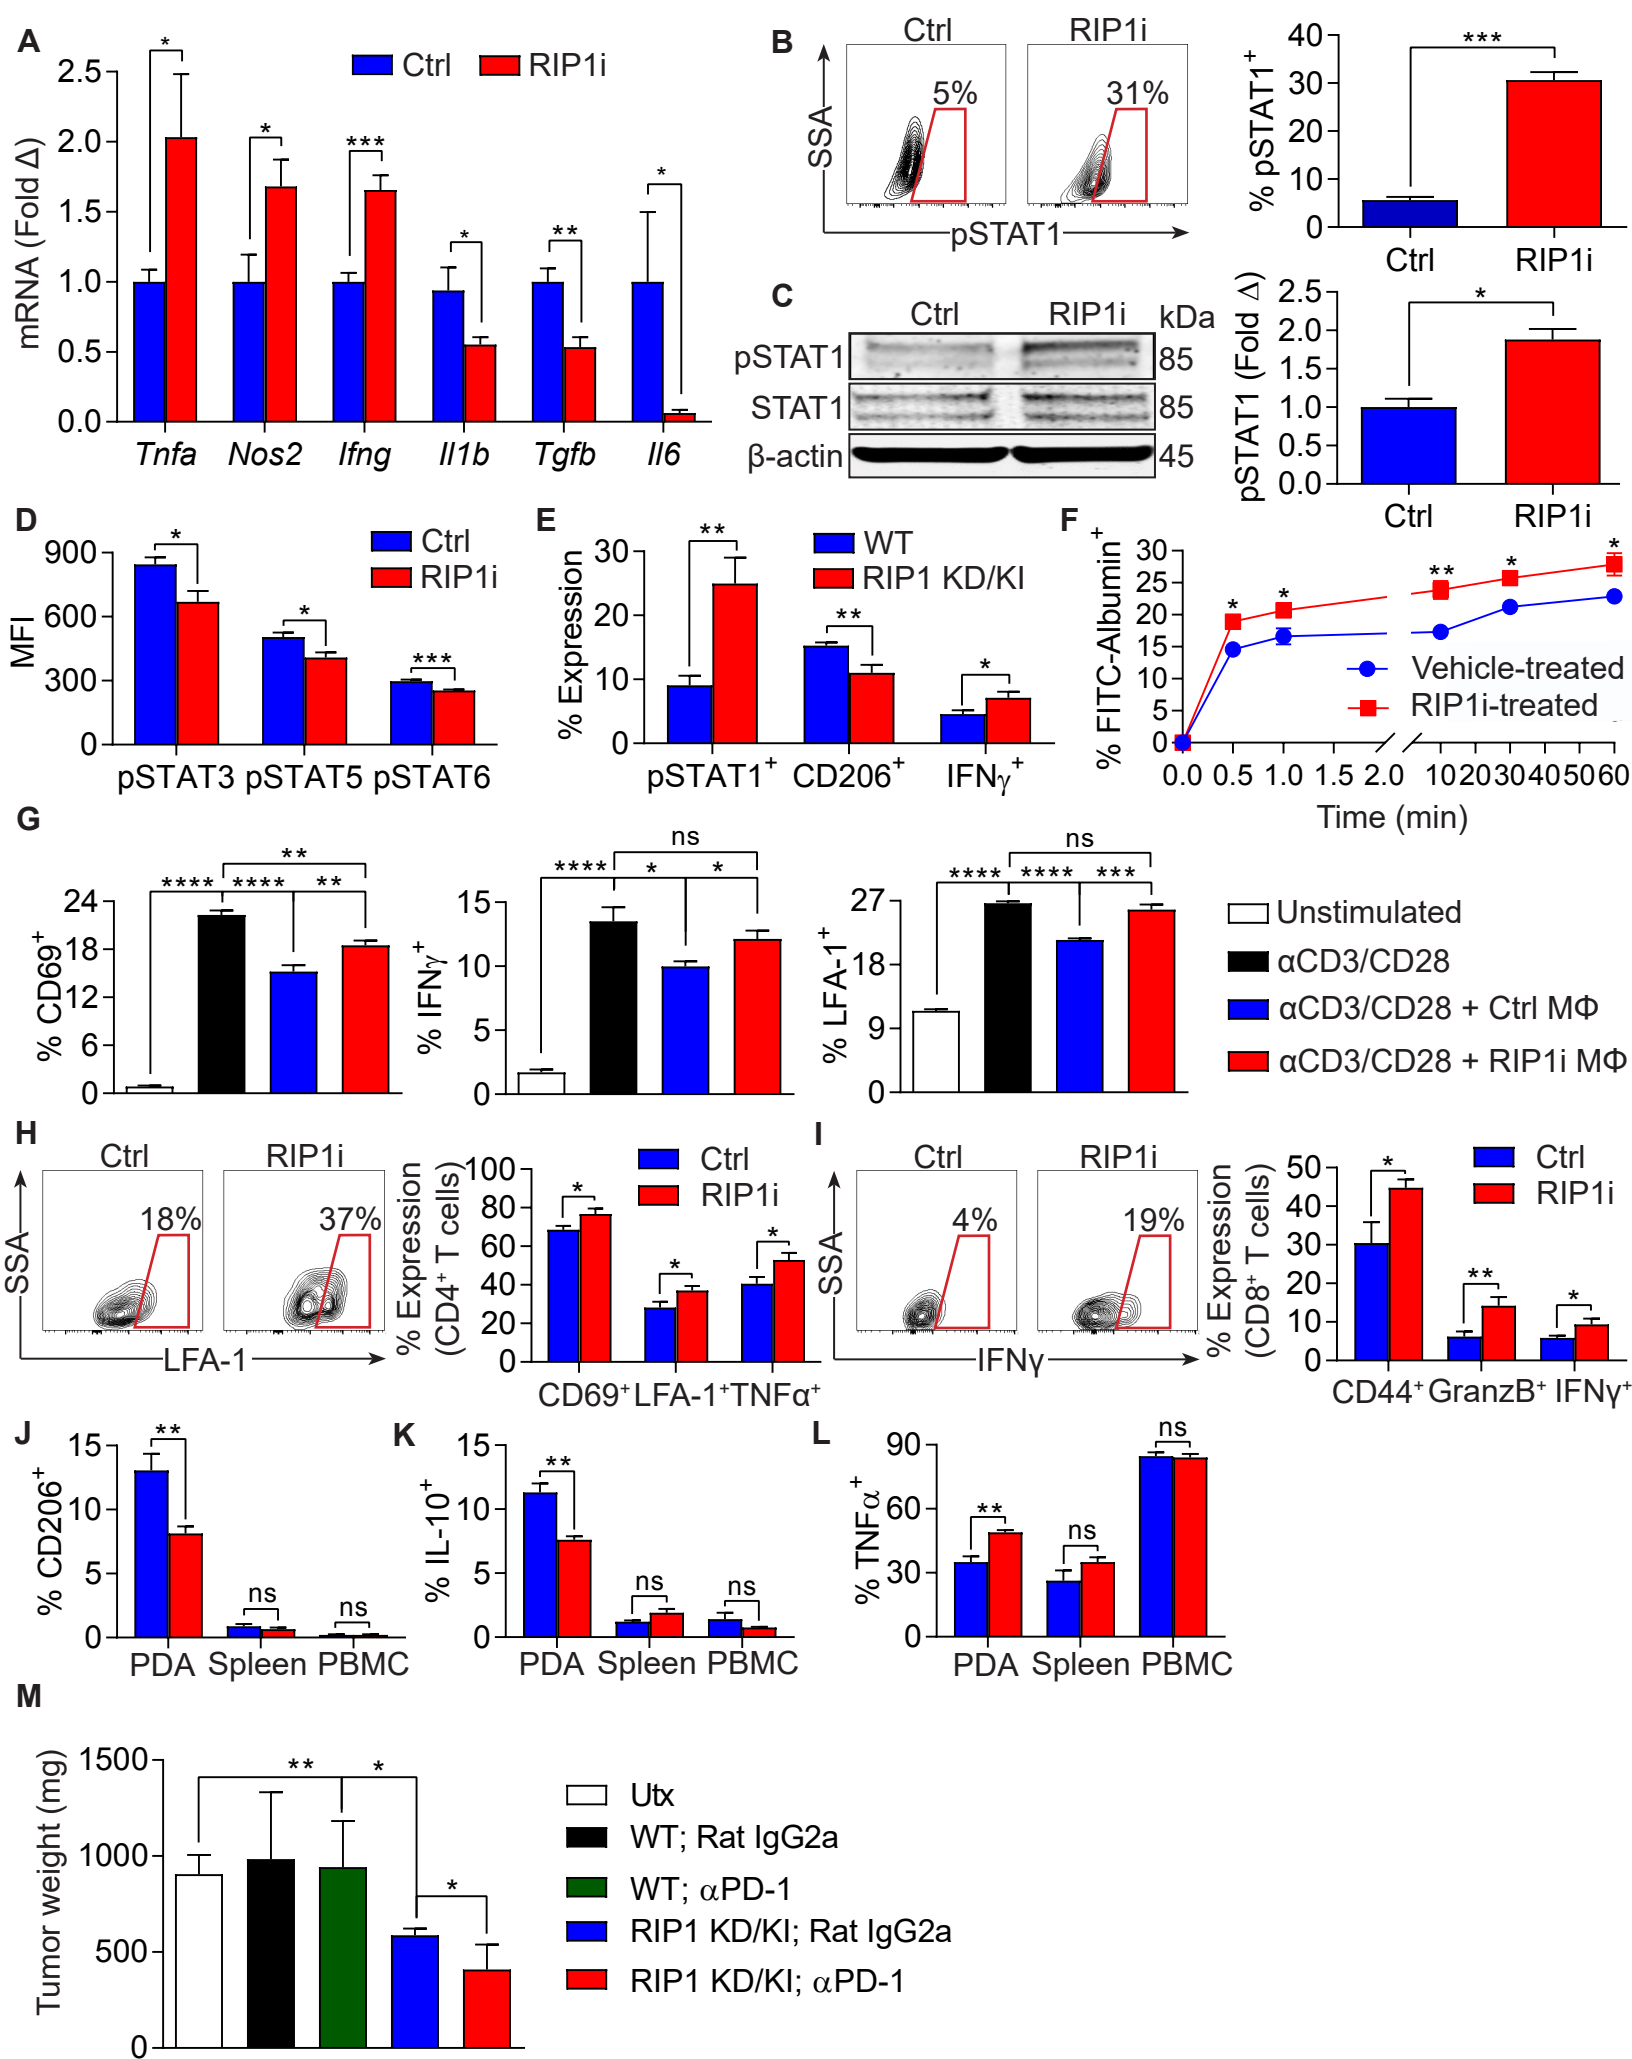 A
mRNA (Fold Δ)
2.5
2.0
1.5
1.0
0.5
0.0
Ctrl
RIP1i
*
*
***
*
**
*
Tnfa Nos2 Ifng Il1b Tgfb Il6
B
Ctrl
RIP1i
5%
31%
SSA
pSTAT1
% pSTAT1+
40
30
20
10
0
***
Ctrl RIP1i
C
Ctrl RIP1i kDa
pSTAT1 85
STAT1 85
β-actin 45
pSTAT1 (Fold Δ)
2.5
2.0
1.5
1.0
0.5
0.0
*
Ctrl RIP1i
D
MFI
900
600
300
0
Ctrl
RIP1i
*
*
***
pSTAT3 pSTAT5 pSTAT6
E
% Expression
30
20
10
0
WT
RIP1 KD/KI
**
**
*
pSTAT1+ CD206+ IFNγ+
F
% FITC-Albumin+
30
25
20
15
10
5
0
*
*
**
*
*
Vehicle-treated
RIP1i-treated
0.0 0.5 1.0 1.5 2.0 10 20 30 40 50 60
Time (min)
G
% CD69+
24
18
12
6
0
**
**** **** **
% IFNγ+
15
10
5
0
ns
**** * *
% LFA-1+
27
18
9
0
ns
**** **** ***
Unstimulated
αCD3/CD28
αCD3/CD28 + Ctrl MΦ
αCD3/CD28 + RIP1i MΦ
H
Ctrl
RIP1i
18%
37%
SSA
LFA-1
% Expression
(CD4+ T cells)
100
80
60
40
20
0
Ctrl
RIP1i
*
*
*
CD69+ LFA-1+ TNFα+
I
Ctrl
RIP1i
4%
19%
SSA
IFNγ
% Expression
(CD8+ T cells)
50
40
30
20
10
0
Ctrl
RIP1i
*
**
*
CD44+ GranzB+ IFNγ+
J
% CD206+
15
10
5
0
**
ns
ns
PDA Spleen PBMC
K
% IL-10+
15
10
5
0
**
ns
ns
PDA Spleen PBMC
L
% TNFα+
90
60
30
0
**
ns
ns
PDA Spleen PBMC
M
Tumor weight (mg)
1500
1000
500
0
** *
*
Utx
WT; Rat IgG2a
WT; αPD-1
RIP1 KD/KI; Rat IgG2a
RIP1 KD/KI; αPD-1